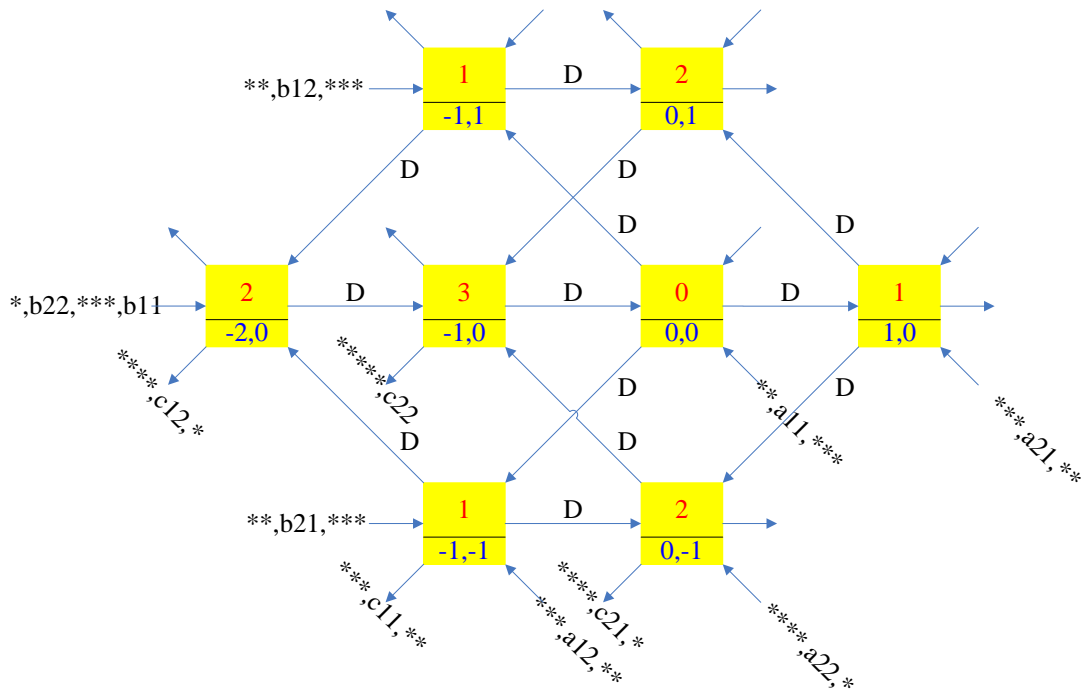 1
2
D
**,b12,***
-1,1
0,1
D
D
D
D
2
3
0
1
*,b22,***,b11
D
D
D
-2,0
-1,0
0,0
1,0
****,c12,*
*****,c22
**,a11,***
***,a21,**
D
D
D
D
1
2
**,b21,***
D
-1,-1
0,-1
***,c11,**
***,a12,**
****,c21,*
****,a22,*